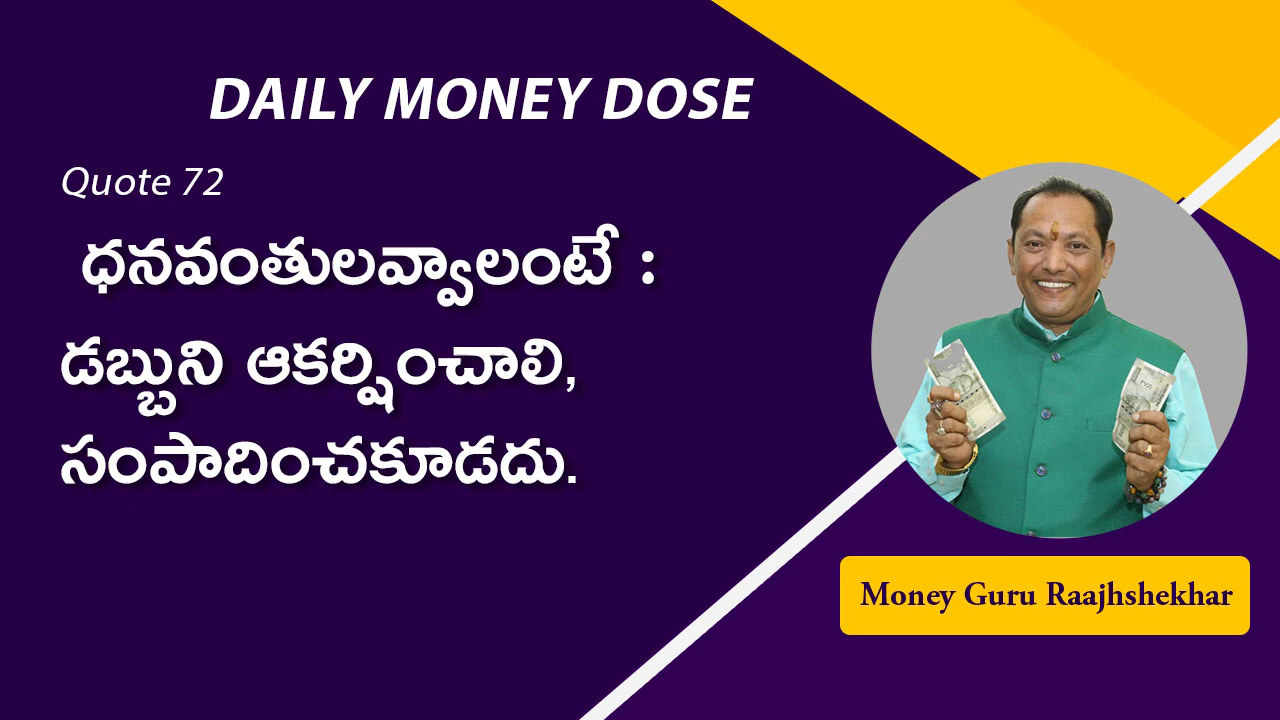 DAILY MONEY DOSE
Quote 72
ధనవంతులవ్వాలంటే :
డబ్బుని ఆకర్షించాలి,
సంపాదించకూడదు.
Money Guru Raajhshekhar